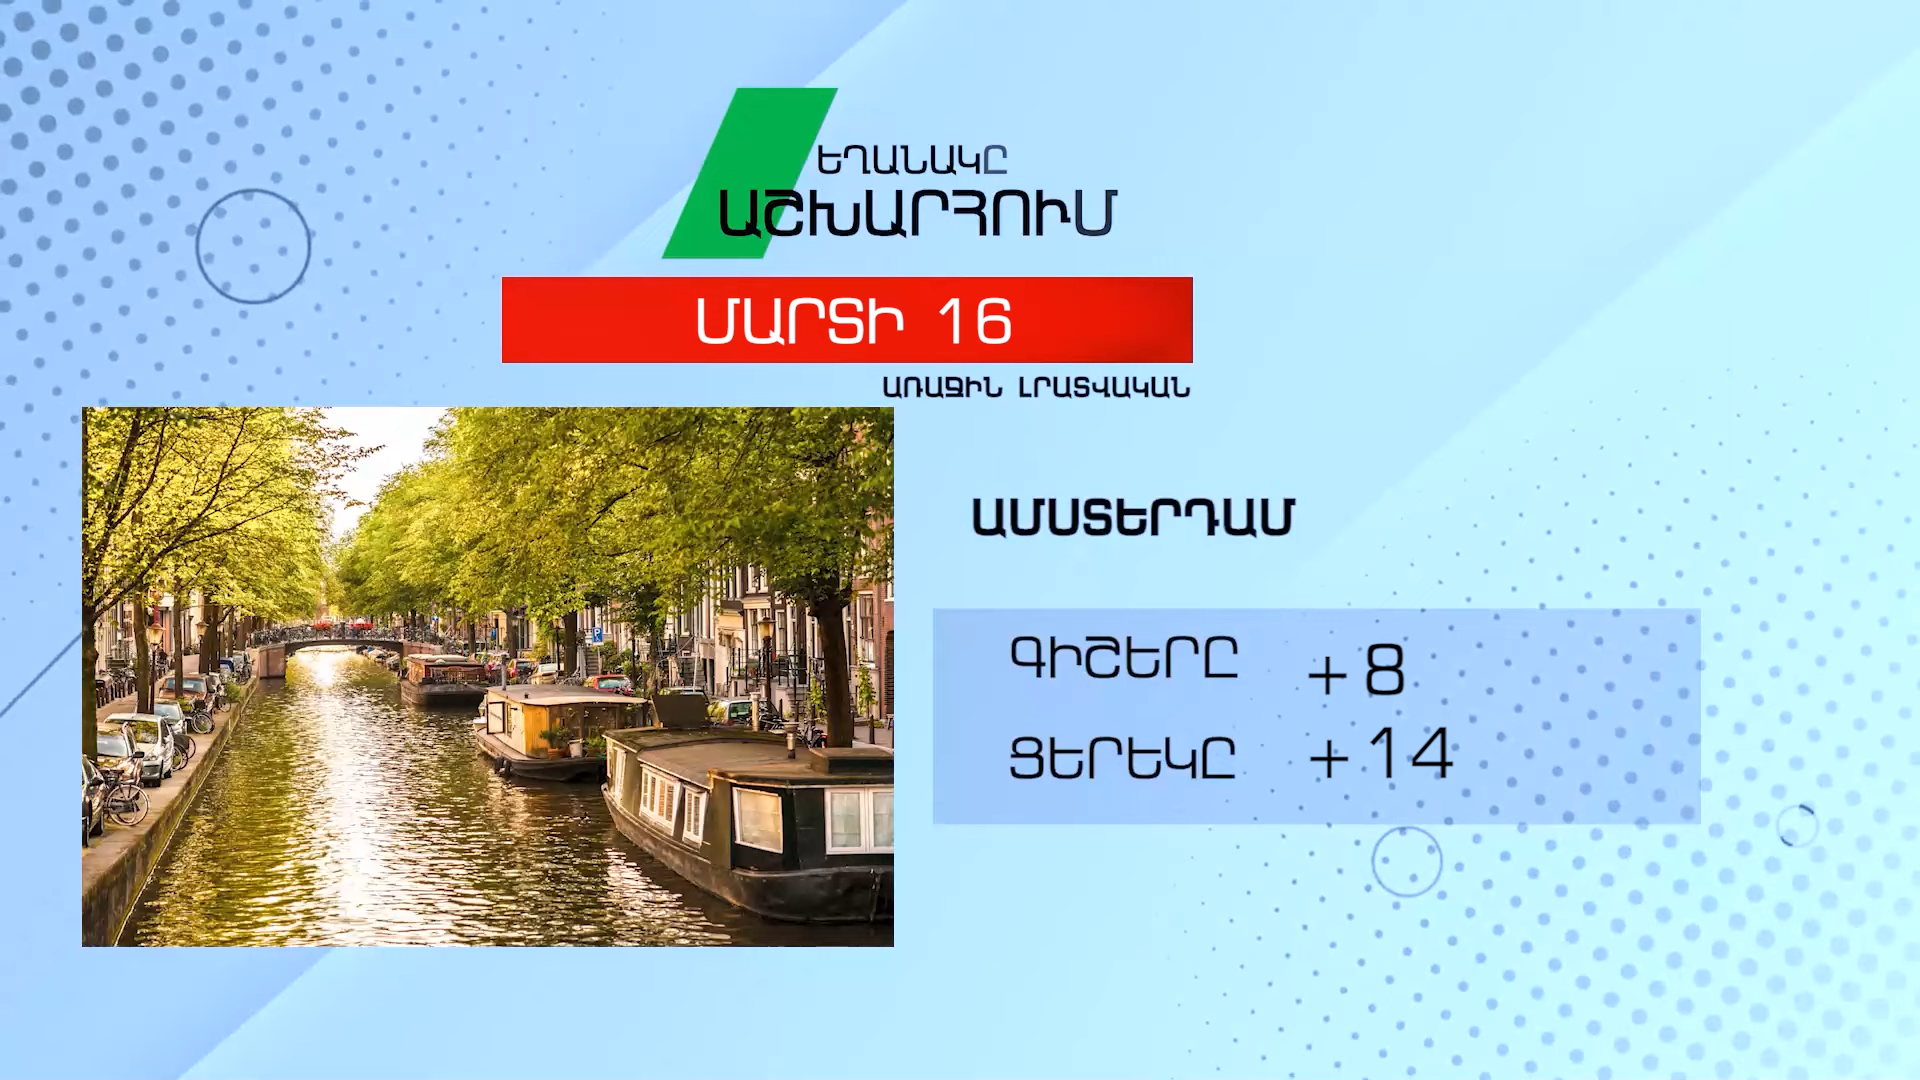 ԵՂԱՆԱԿԸ
ԱՇԽԱՐՀՈՒՄ
ՄԱՐՏԻ 16
ԱՌԱՋԻՆ ԼՐԱՏՎԱԿԱՆ
ԱՄՍՏԵՐԴԱՄ
ԳԻՇԵՐԸ +8
ՑԵՐԵԿԸ +14
P